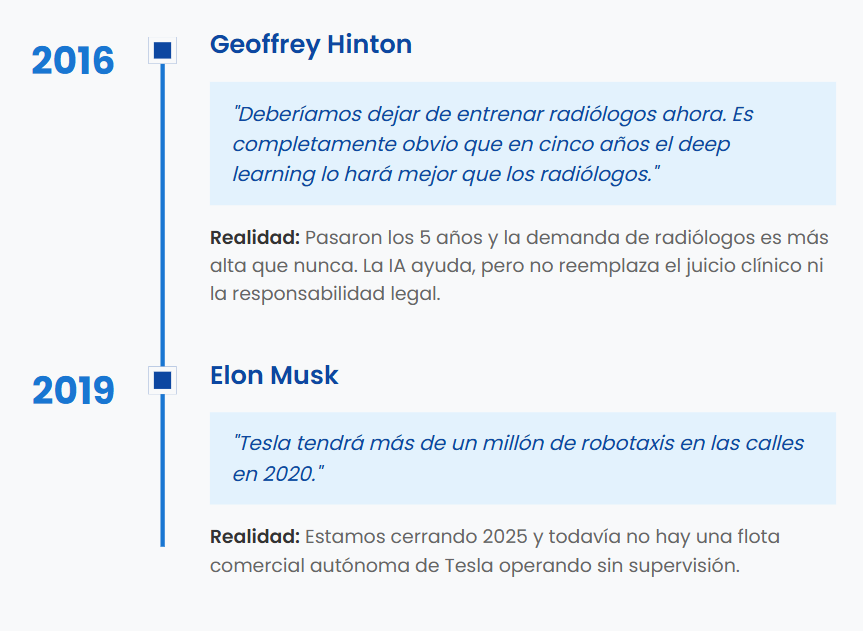 2016
Geoffrey Hinton
"Deberíamos dejar de entrenar radiólogos ahora. Es
completamente obvio que en cinco años el deep
learning lo hará mejor que los radiólogos."
Realidad: Pasaron los 5 años y la demanda de radiólogos es más
alta que nunca. La IA ayuda, pero no reemplaza el juicio clínico ni
la responsabilidad legal.
2019
Elon Musk
"Tesla tendrá más de un millón de robotaxis en las calles
en 2020."
Realidad: Estamos cerrando 2025 y todavía no hay una flota
comercial autónoma de Tesla operando sin supervisión.